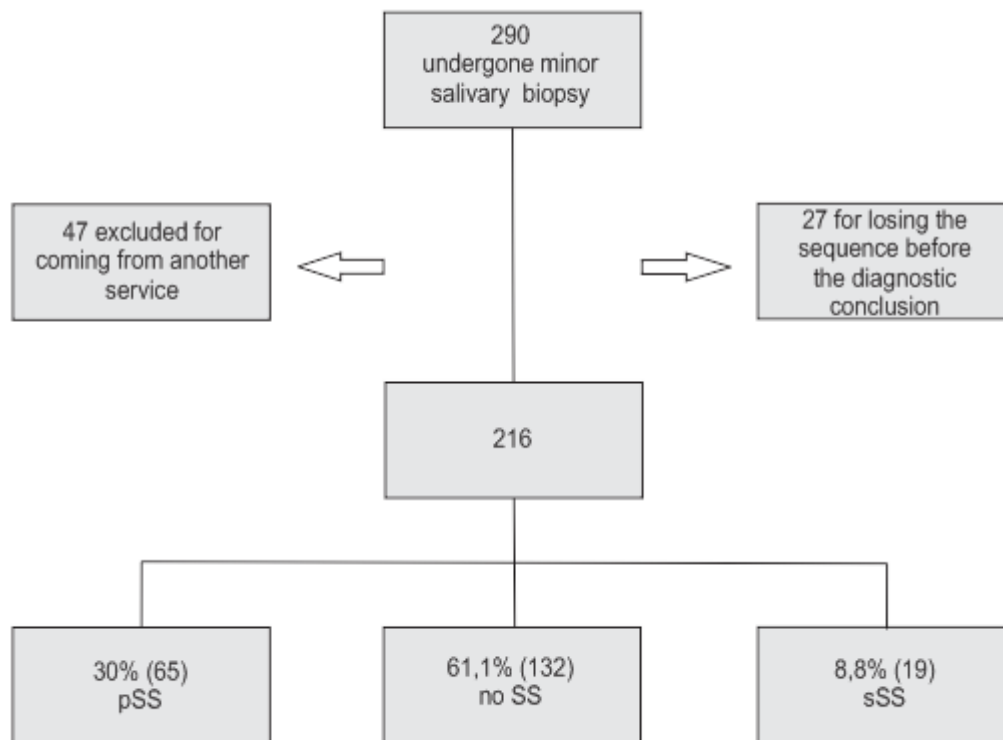 290
undergone minor
salivary biopsy
47 excluded for
coming from another
service
27 for losing the
sequence before
the diagnostic
conclusion
216
30% (65)
pSS
61,1% (132)
no SS
8,8% (19)
sSS